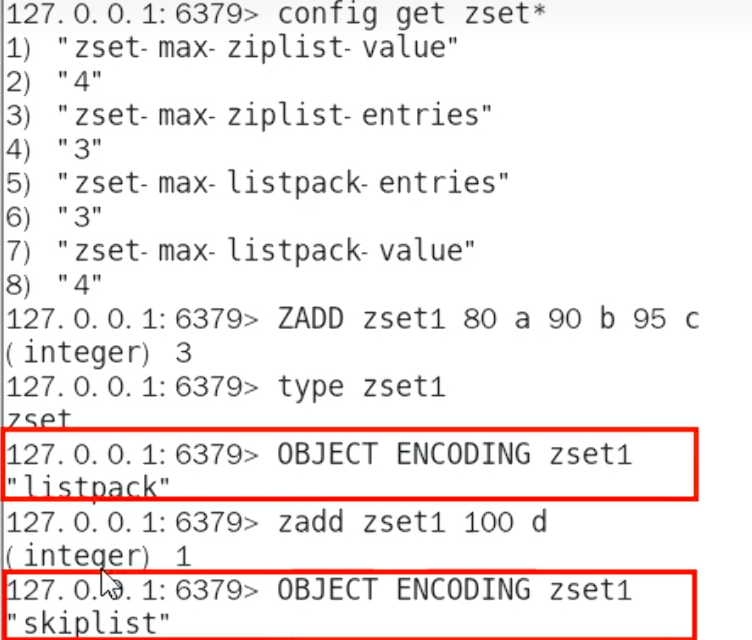 127.0.0.1:6379> config get zset*
1) "zset-max-ziplist-value"
2) "4"
3) "zset-max-ziplist-entries"
4) "3"
5) "zset-max-listpack-entries"
6) "3"
7) "zset-max-listpack-value"
8) "4"
127.0.0.1:6379> ZADD zset1 80 a 90 b 95 c
(integer) 3
127.0.0.1:6379> type zset1
zset
127.0.0.1:6379> OBJECT ENCODING zset1
"listpack"
127.0.0.1:6379> zadd zset1 100 d
(integer) 1
127.0.0.1:6379> OBJECT ENCODING zset1
"skiplist"